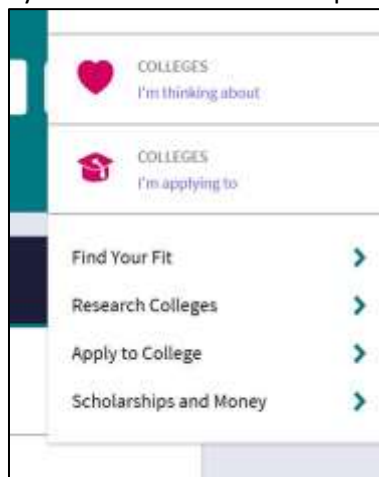 COLLEGES
I'm thinking about
COLLEGES
I'm applying to
Find Your Fit
Research Colleges
Apply to College
Scholarships and Money